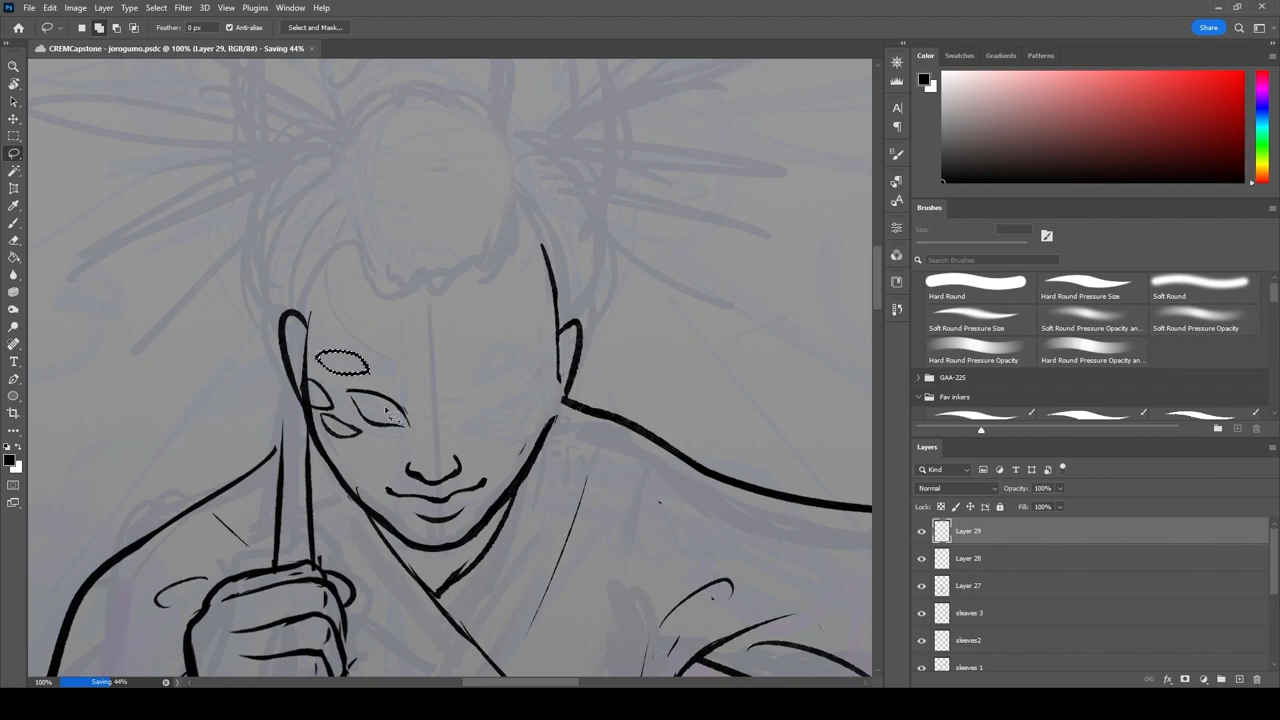 Ps File Edit Image Layer Type Select Filter 3D View Plugins Window Help
Feather: 0 px Anti-alias Select and Mask... Share
CREMCapstone - jorogumo.psdc @ 100% (Layer 29, RGB/8#) - Saving 44%
Color Swatches Gradients Patterns
Brushes
Size:
Search Brushes
Hard Round Hard Round Pressure Size Soft Round
Soft Round Pressure Size Soft Round Pressure Opacity an... Soft Round Pressure Opacity
Hard Round Pressure Opacity Hard Round Pressure Opacity an...
GAA-225
Fav inkers
Layers
Kind
Normal Opacity: 100%
Lock: Fill: 100%
Layer 29
Layer 28
Layer 27
sleaves 3
sleeves2
sleeves 1
100% Saving 44%